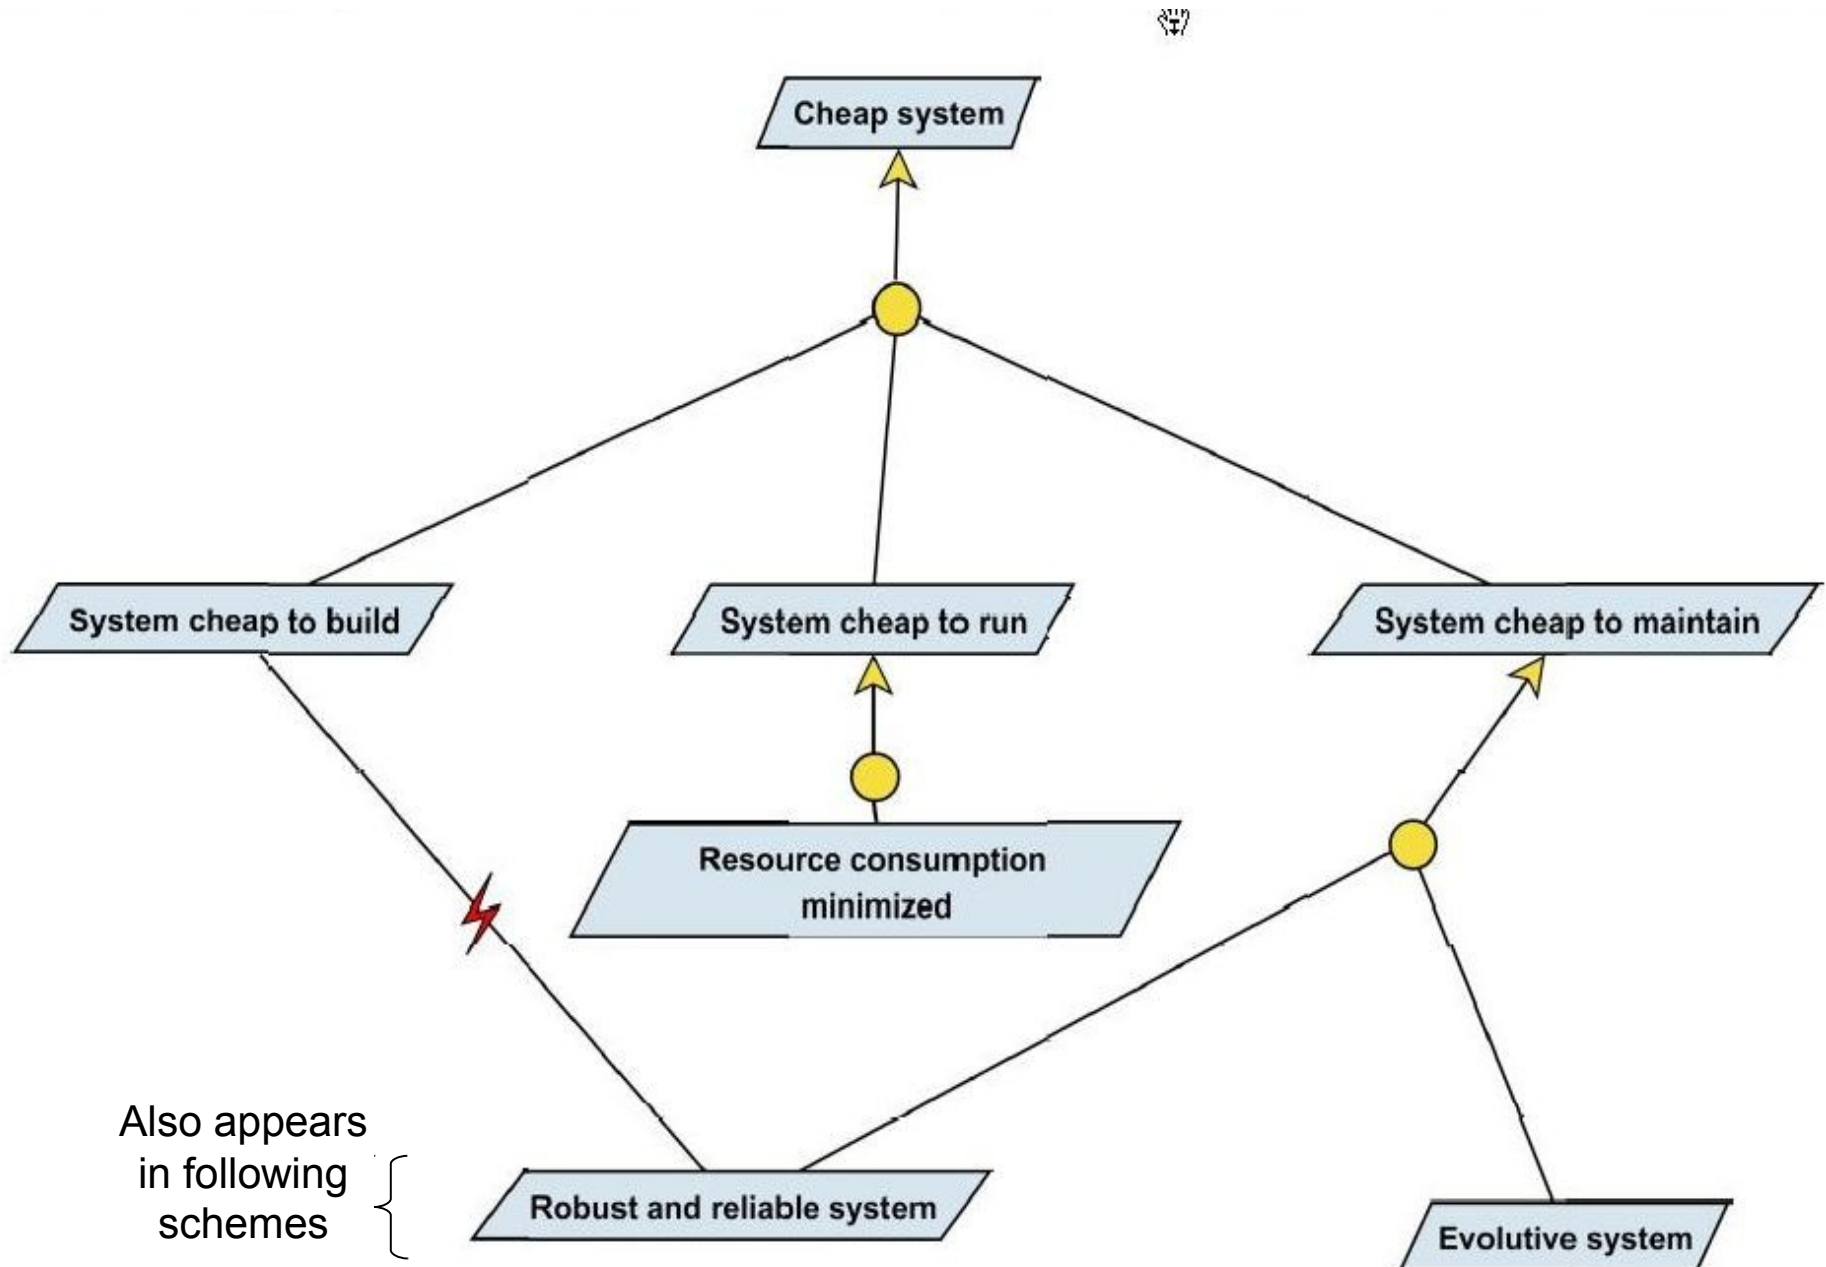 Cheap system
System cheap to build
System cheap to run
System cheap to maintain
Resource consumption
minimized
Also appears
in following
schemes
Robust and reliable system
Evolutive system